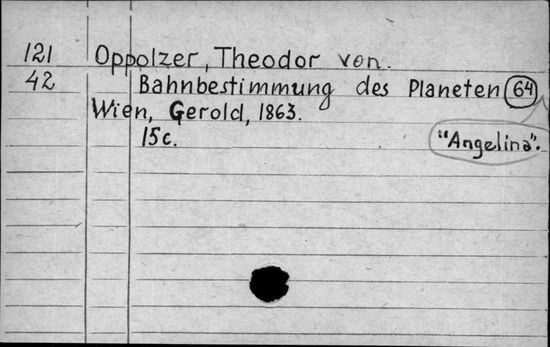 121 Oppolzer, Theodor von.
42 Bahnbestimmung des Planeten 64
Wien, Gerold, 1863.
15c. "Angelina".